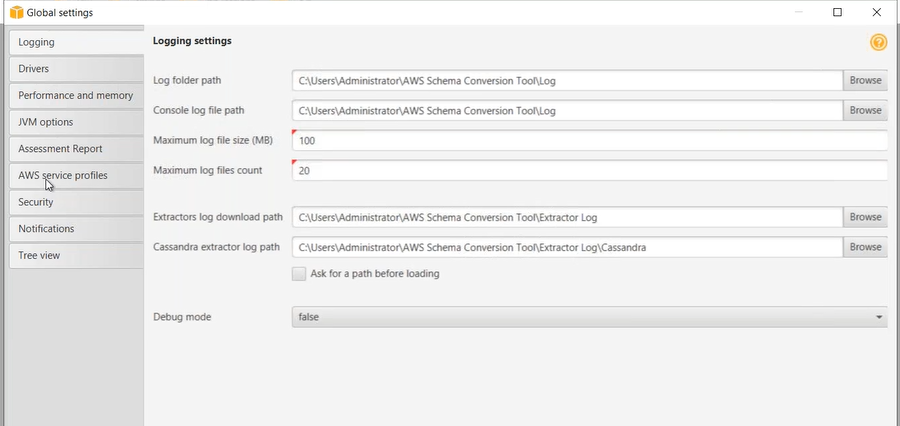 Global settings
Logging
Drivers
Performance and memory
JVM options
Assessment Report
AWS service profiles
Security
Notifications
Tree view
Logging settings
?
Log folder path C:\Users\Administrator\AWS Schema Conversion Tool\Log Browse
Console log file path C:\Users\Administrator\AWS Schema Conversion Tool\Log Browse
Maximum log file size (MB) 100
Maximum log files count 20
Extractors log download path C:\Users\Administrator\AWS Schema Conversion Tool\Extractor Log Browse
Cassandra extractor log path C:\Users\Administrator\AWS Schema Conversion Tool\Extractor Log\Cassandra Browse
Ask for a path before loading
Debug mode false